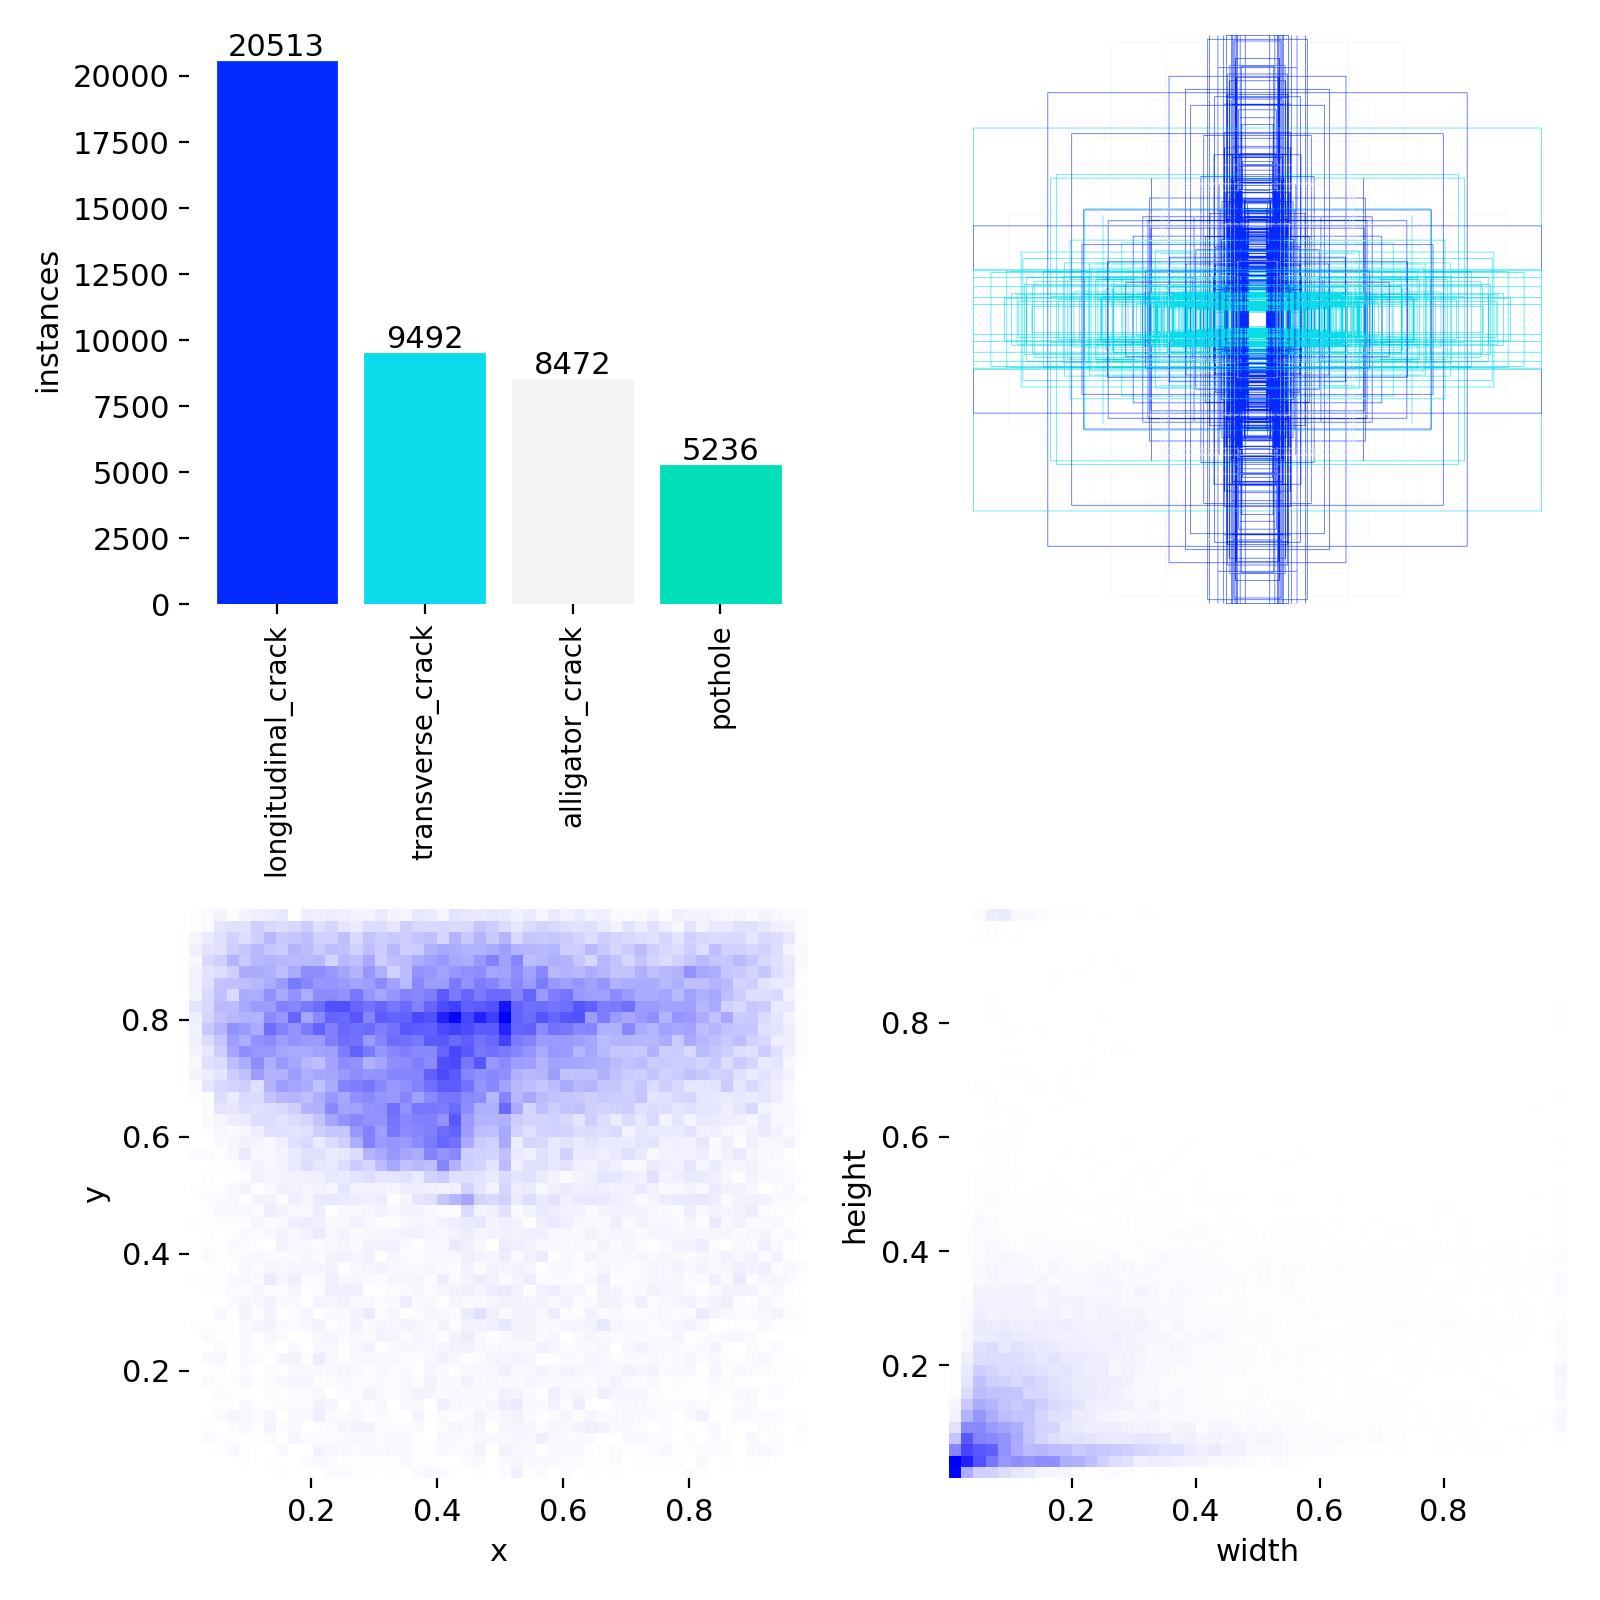 20513
9492
8472
5236
20000
17500
15000
12500
10000
7500
5000
2500
0
instances
longitudinal_crack
transverse_crack
alligator_crack
pothole
0.8
0.6
0.4
0.2
y
0.2 0.4 0.6 0.8
x
0.8
0.6
0.4
0.2
height
0.2 0.4 0.6 0.8
width